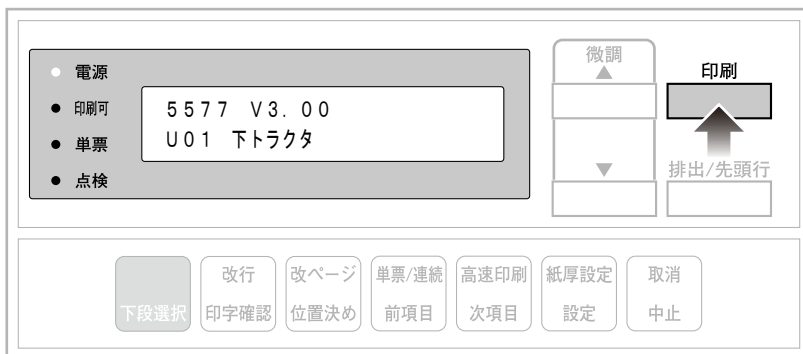 電源
印刷可
単票
点検
5577 V3.00
U01 下トラクタ
微調
▲
▼
印刷
排出/先頭行
下段選択
改行
印字確認
改ページ
位置決め
単票/連続
前項目
高速印刷
次項目
紙厚設定
設定
取消
中止